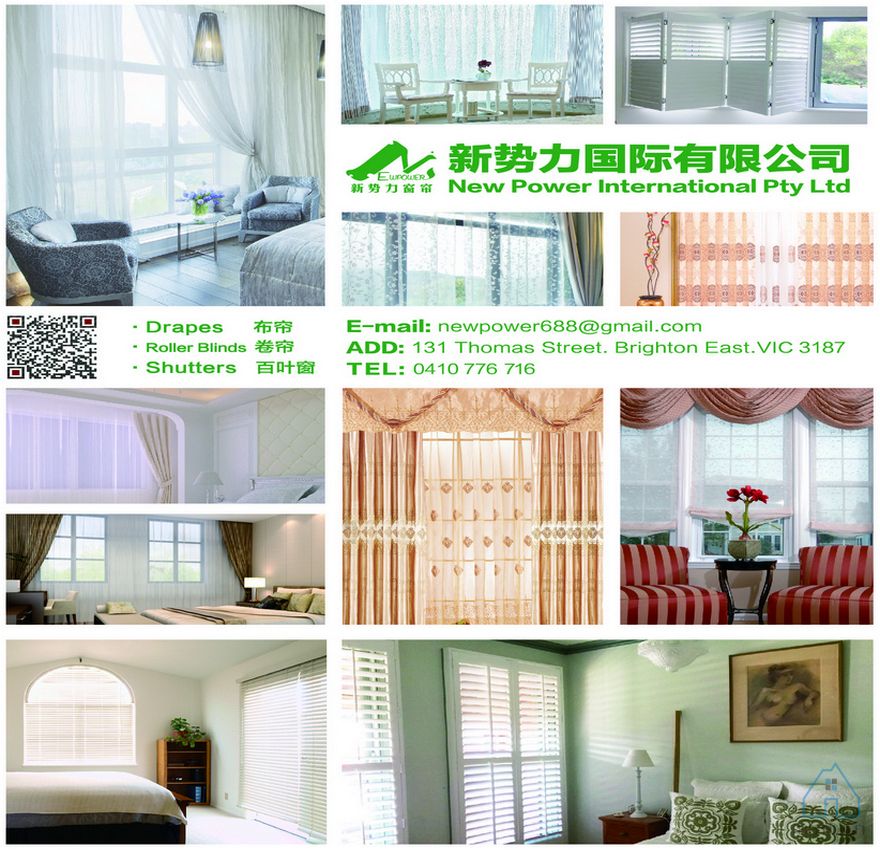 新势力国际有限公司
EWPOWER
新势力窗帘
New Power International Pty Ltd
· Drapes 布帘
· Roller Blinds 卷帘
· Shutters 百叶窗
E-mail: newpower688@gmail.com
ADD: 131 Thomas Street. Brighton East.VIC 3187
TEL: 0410 776 716